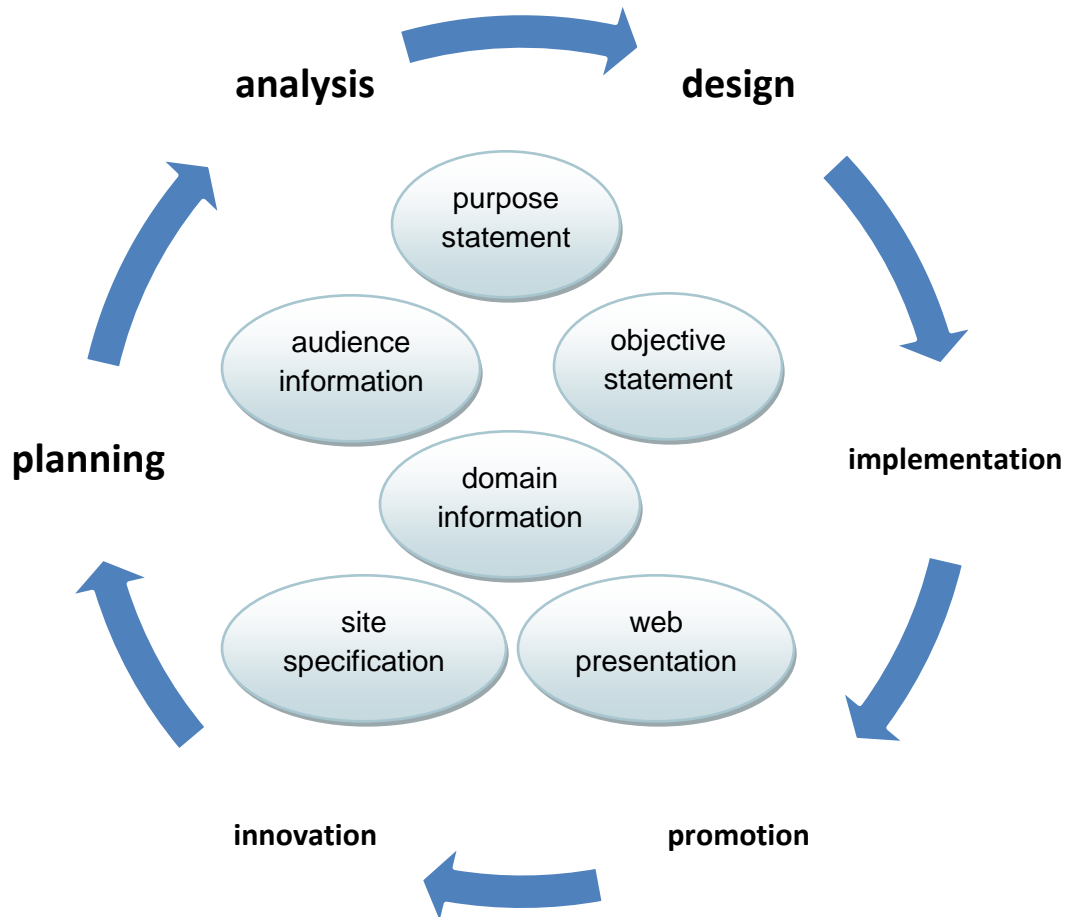 analysis
design
purpose
statement
audience
information
objective
statement
planning
implementation
domain
information
site
specification
web
presentation
innovation
promotion